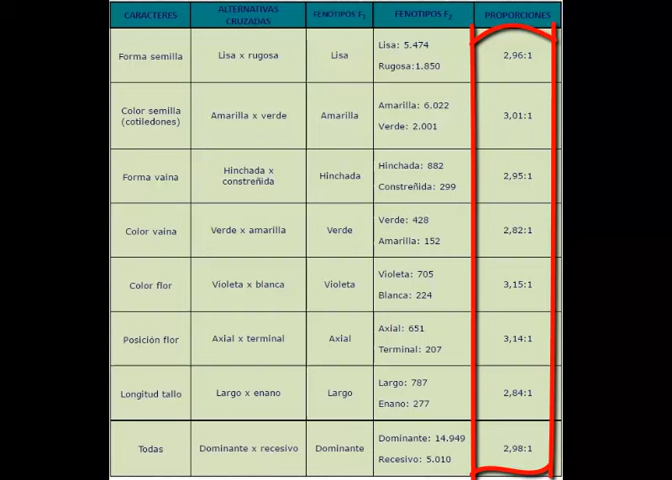 CARACTERES ALTERNATIVAS CRUZADAS FENOTIPOS F₁ FENOTIPOS F₂ PROPORCIONES
Forma semilla Lisa x rugosa Lisa Lisa: 5.474 2,96:1
Rugosa:1.850
Color semilla (cotiledones) Amarilla x verde Amarilla Amarilla: 6.022 3,01:1
Verde: 2.001
Forma vaina Hinchada x constreñida Hinchada Hinchada: 882 2,95:1
Constreñida: 299
Color vaina Verde x amarilla Verde Verde: 428 2,82:1
Amarilla: 152
Color flor Violeta x blanca Violeta Violeta: 705 3,15:1
Blanca: 224
Posición flor Axial x terminal Axial Axial: 651 3,14:1
Terminal: 207
Longitud tallo Largo x enano Largo Largo: 787 2,84:1
Enano: 277
Todas Dominante x recesivo Dominante Dominante: 14.949 2,98:1
Recesivo: 5.010